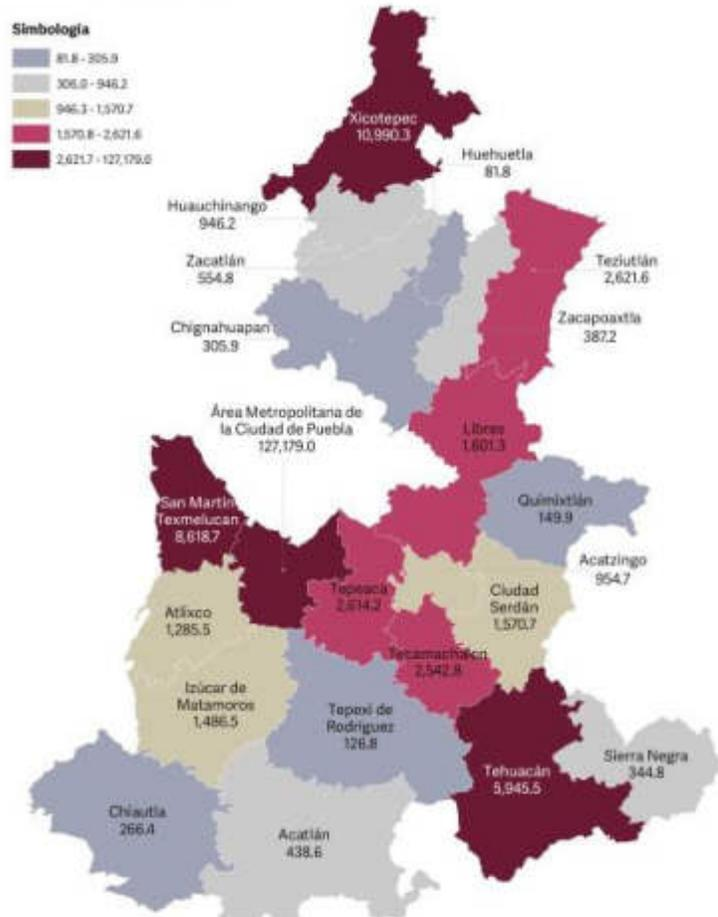 Simbología
81.8 - 305.9
306.0 - 946.2
946.3 - 1,570.7
1,570.8 - 2,621.6
2,621.7 - 127,179.0
Xicotepec
10,990.3
Huehuetla
81.8
Huauchinango
946.2
Zacatlán
554.8
Teziutlán
2,621.6
Chignahuapan
305.9
Zacapoaxtla
387.2
Área Metropolitana de
la Ciudad de Puebla
127,179.0
Libres
1,601.3
San Martín
Texmelucan
8,618.7
Quimixtlán
149.9
Acatzingo
954.7
Tepeaca
2,614.2
Ciudad
Serdán
1,570.7
Atlixco
1,285.5
Tecamachalco
2,542.8
Izúcar de
Matamoros
1,486.5
Tepexi de
Rodríguez
126.8
Tehuacán
5,945.5
Sierra Negra
344.8
Chiautla
266.4
Acatlán
438.6